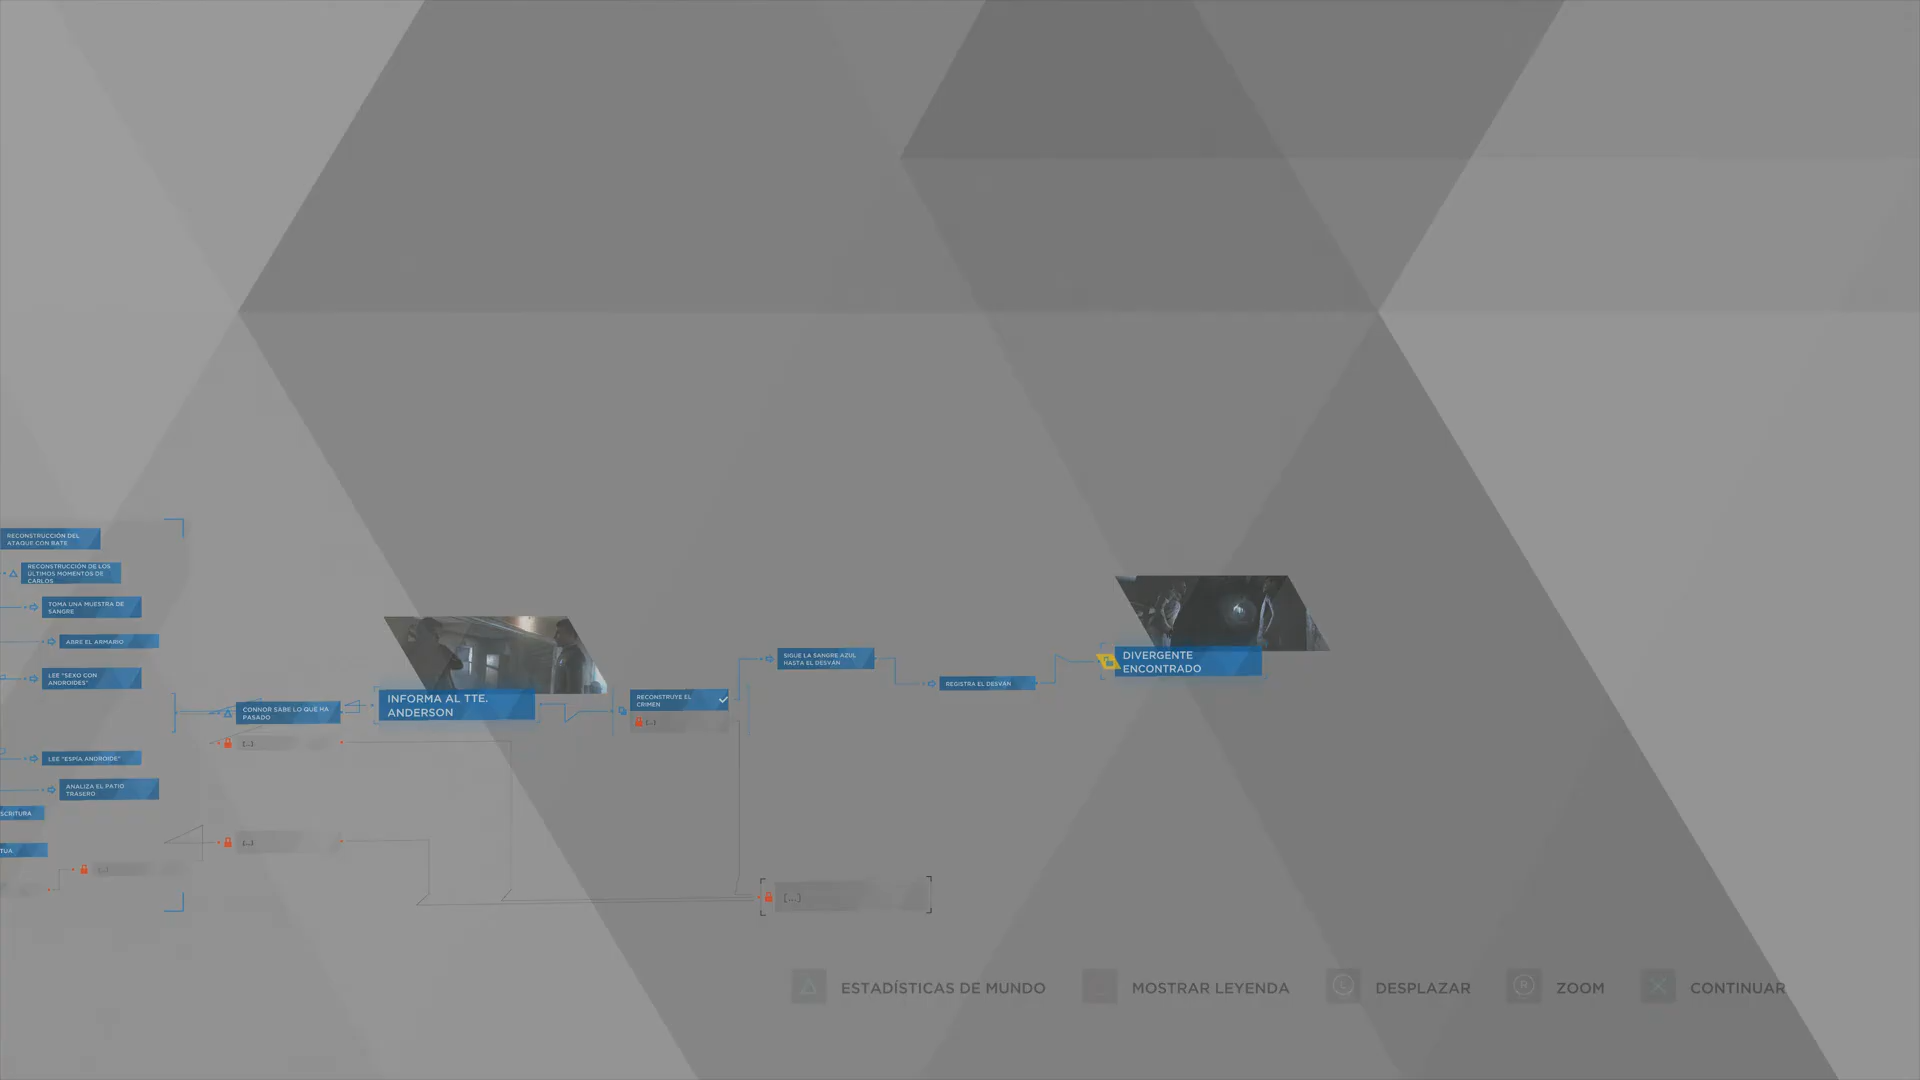 RECONSTRUCCIÓN DEL
ATAQUE CON BATE
RECONSTRUCCIÓN DE LOS
ÚLTIMOS MOMENTOS DE
CARLOS
TOMA UNA MUESTRA DE
SANGRE
ABRE EL ARMARIO
LEE "SEXO CON
ANDROIDES"
CONNOR SABE LO QUE HA
PASADO
[...]
LEE "ESPÍA ANDROIDE"
ANALIZA EL PATIO
TRASERO
SCRITURA
TUA
[...]
[...]
INFORMA AL TTE.
ANDERSON
RECONSTRUYE EL
CRIMEN
[...]
SIGUE LA SANGRE AZUL
HASTA EL DESVÁN
REGISTRA EL DESVÁN
DIVERGENTE
ENCONTRADO
[...]
ESTADÍSTICAS DE MUNDO
MOSTRAR LEYENDA
L
DESPLAZAR
R
ZOOM
CONTINUAR